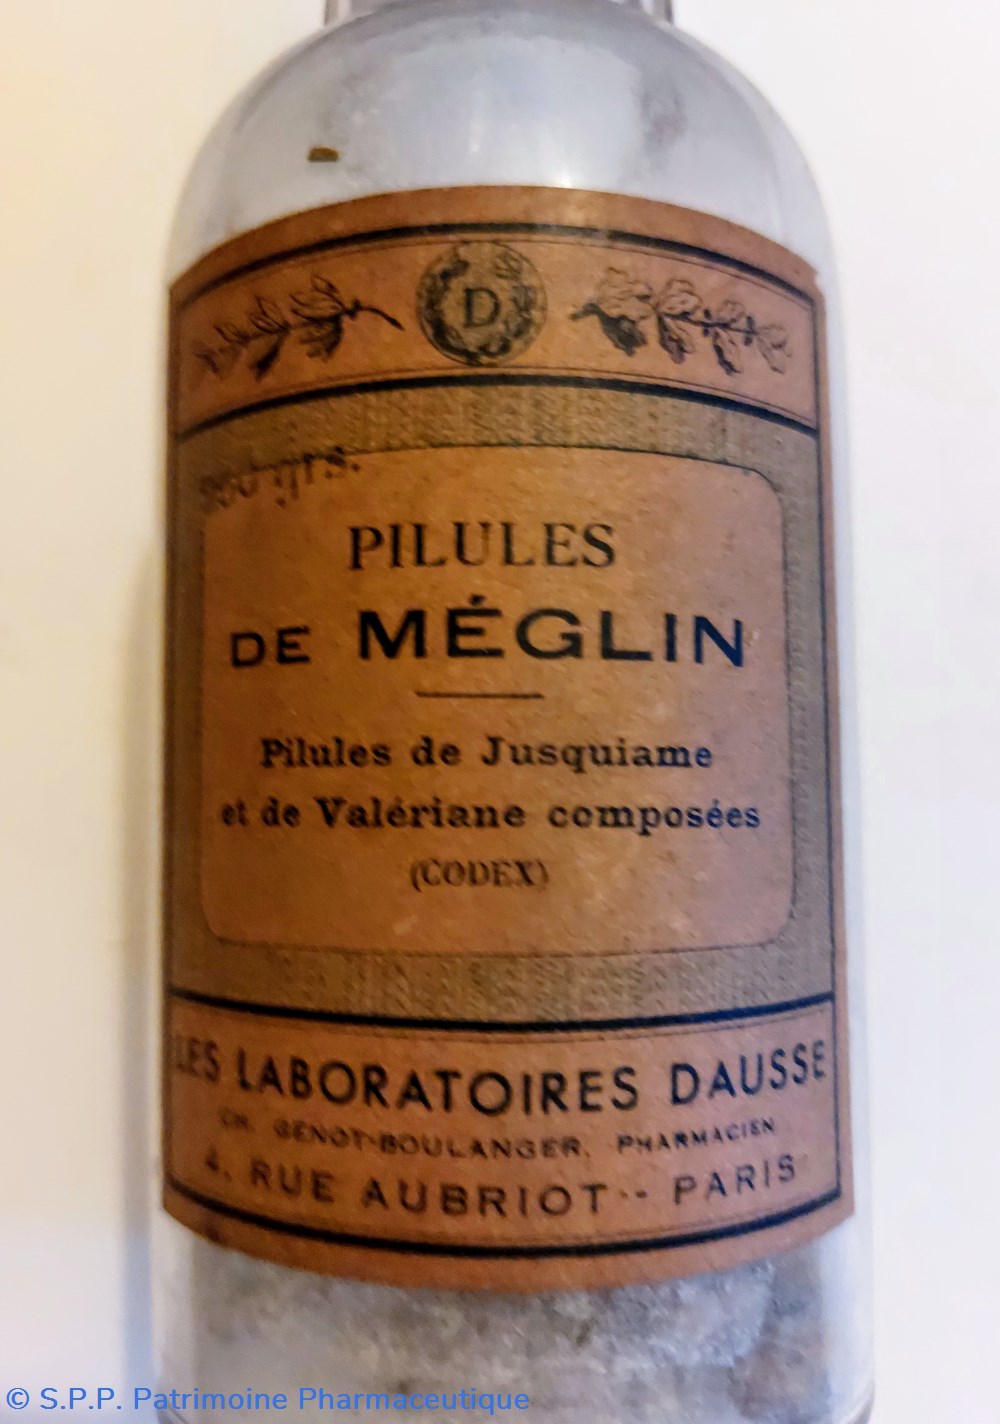 D
grs.
PILULES
DE MÉGLIN
Pilules de Jusquiame
et de Valériane composées
(CODEX)
LES LABORATOIRES DAUSSE
CH. GENOT-BOULANGER, PHARMACIEN
4, RUE AUBRIOT -- PARIS
© S.P.P. Patrimoine Pharmaceutique